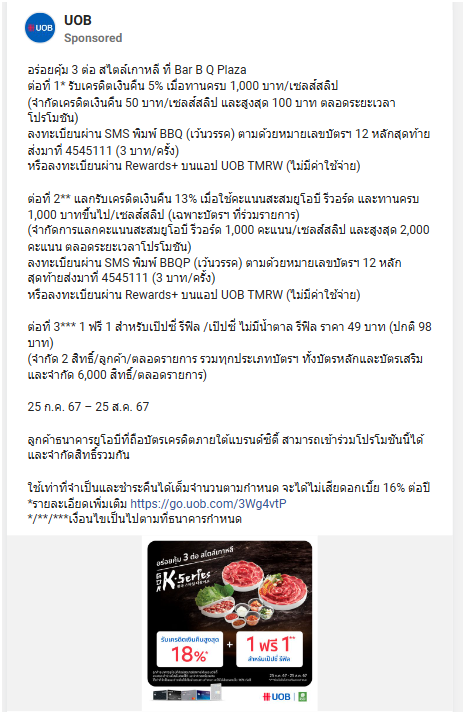 UOB
UOB
Sponsored
อร่อยคุ้ม 3 ต่อ สไตล์เกาหลี ที่ Bar B Q Plaza
ต่อที่ 1* รับเครดิตเงินคืน 5% เมื่อทานครบ 1,000 บาท/เซลส์สลิป
(จำกัดเครดิตเงินคืน 50 บาท/เซลส์สลิป และสูงสุด 100 บาท ตลอดระยะเวลา
โปรโมชัน)
ลงทะเบียนผ่าน SMS พิมพ์ BBQ (เว้นวรรค) ตามด้วยหมายเลขบัตรฯ 12 หลักสุดท้าย
ส่งมาที่ 4545111 (3 บาท/ครั้ง)
หรือลงทะเบียนผ่าน Rewards+ บนแอป UOB TMRW (ไม่มีค่าใช้จ่าย)
ต่อที่ 2** แลกรับเครดิตเงินคืน 13% เมื่อใช้คะแนนสะสมยูโอบี รีวอร์ด และทานครบ
1,000 บาทขึ้นไป/เซลส์สลิป (เฉพาะบัตรฯ ที่ร่วมรายการ)
(จำกัดการแลกคะแนนสะสมยูโอบี รีวอร์ด 1,000 คะแนน/เซลส์สลิป และสูงสุด 2,000
คะแนน ตลอดระยะเวลาโปรโมชัน)
ลงทะเบียนผ่าน SMS พิมพ์ BBQP (เว้นวรรค) ตามด้วยหมายเลขบัตรฯ 12 หลัก
สุดท้ายส่งมาที่ 4545111 (3 บาท/ครั้ง)
หรือลงทะเบียนผ่าน Rewards+ บนแอป UOB TMRW (ไม่มีค่าใช้จ่าย)
ต่อที่ 3*** 1 ฟรี 1 สำหรับเป๊ปซี่ รีฟิล /เป๊ปซี่ ไม่มีน้ำตาล รีฟิล ราคา 49 บาท (ปกติ 98
บาท)
(จำกัด 2 สิทธิ์/ลูกค้า/ตลอดรายการ รวมทุกประเภทบัตรฯ ทั้งบัตรหลักและบัตรเสริม
และจำกัด 6,000 สิทธิ์/ตลอดรายการ)
25 ก.ค. 67 – 25 ส.ค. 67
ลูกค้าธนาคารยูโอบีที่ถือบัตรเครดิตภายใต้แบรนด์ซิตี้ สามารถเข้าร่วมโปรโมชันนี้ได้
และจำกัดสิทธิ์รวมกัน
ใช้เท่าที่จำเป็นและชำระคืนได้เต็มจำนวนตามกำหนด จะได้ไม่เสียดอกเบี้ย 16% ต่อปี
*รายละเอียดเพิ่มเติม https://go.uob.com/3Wg4vtP
*/**/***เงื่อนไขเป็นไปตามที่ธนาคารกำหนด
อร่อยคุ้ม 3 ต่อ สไตล์เกาหลี
K-Series
รับเครดิตเงินคืนสูงสุด
18%*
+
1 ฟรี 1**
สำหรับเป๊ปซี่ รีฟิล
25 ก.ค. 67 - 25 ส.ค. 67
UOB